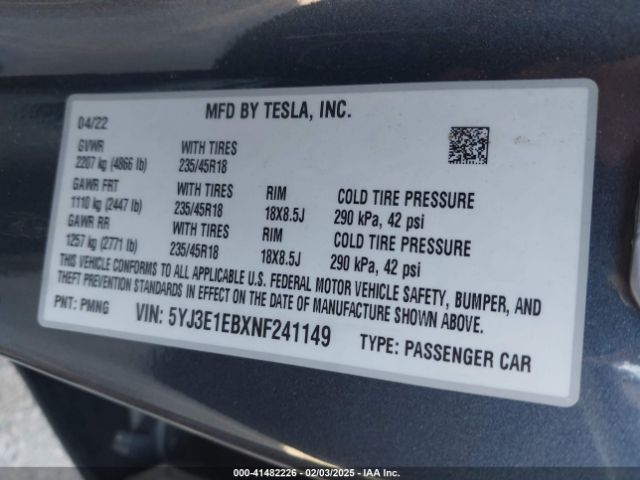 MFD BY TESLA, INC.
04/22
GVWR WITH TIRES
2207 kg (4866 lb) 235/45R18
GAWR FRT WITH TIRES RIM COLD TIRE PRESSURE
1110 kg (2447 lb) 235/45R18 18X8.5J 290 kPa, 42 psi
GAWR RR WITH TIRES RIM COLD TIRE PRESSURE
1257 kg (2771 lb) 235/45R18 18X8.5J 290 kPa, 42 psi
THIS VEHICLE CONFORMS TO ALL APPLICABLE U.S. FEDERAL MOTOR VEHICLE SAFETY, BUMPER, AND
THEFT PREVENTION STANDARDS IN EFFECT ON THE DATE OF MANUFACTURE SHOWN ABOVE.
PNT: PMNG VIN: 5YJ3E1EBXNF241149 TYPE: PASSENGER CAR
000-41482226 - 02/03/2025 - IAA Inc.